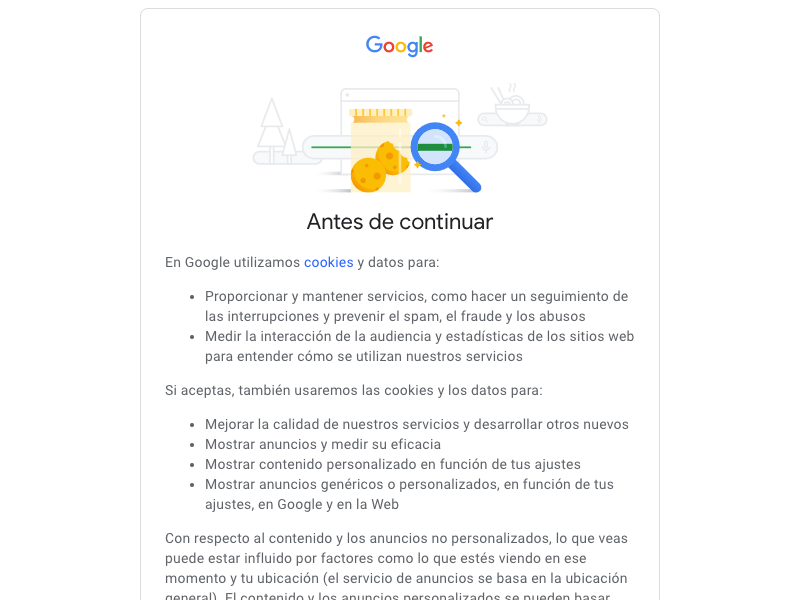 Google
Antes de continuar
En Google utilizamos cookies y datos para:
Proporcionar y mantener servicios, como hacer un seguimiento de
las interrupciones y prevenir el spam, el fraude y los abusos
Medir la interacción de la audiencia y estadísticas de los sitios web
para entender cómo se utilizan nuestros servicios
Si aceptas, también usaremos las cookies y los datos para:
Mejorar la calidad de nuestros servicios y desarrollar otros nuevos
Mostrar anuncios y medir su eficacia
Mostrar contenido personalizado en función de tus ajustes
Mostrar anuncios genéricos o personalizados, en función de tus
ajustes, en Google y en la Web
Con respecto al contenido y los anuncios no personalizados, lo que veas
puede estar influido por factores como lo que estés viendo en ese
momento y tu ubicación (el servicio de anuncios se basa en la ubicación
general). El contenido y los anuncios personalizados se pueden basar